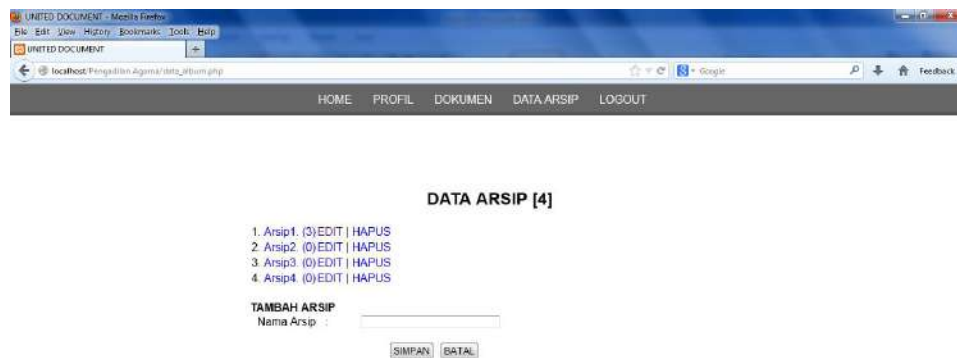 UNITED DOCUMENT - Mozilla Firefox
File Edit View History Bookmarks Tools Help
UNITED DOCUMENT +
localhost/Pengadilan Agama/data_album.php Google Feedback
HOME PROFIL DOKUMEN DATA ARSIP LOGOUT
DATA ARSIP [4]
1. Arsip1. (3) EDIT | HAPUS
2. Arsip2. (0) EDIT | HAPUS
3. Arsip3. (0) EDIT | HAPUS
4. Arsip4. (0) EDIT | HAPUS
TAMBAH ARSIP
Nama Arsip :
SIMPAN BATAL